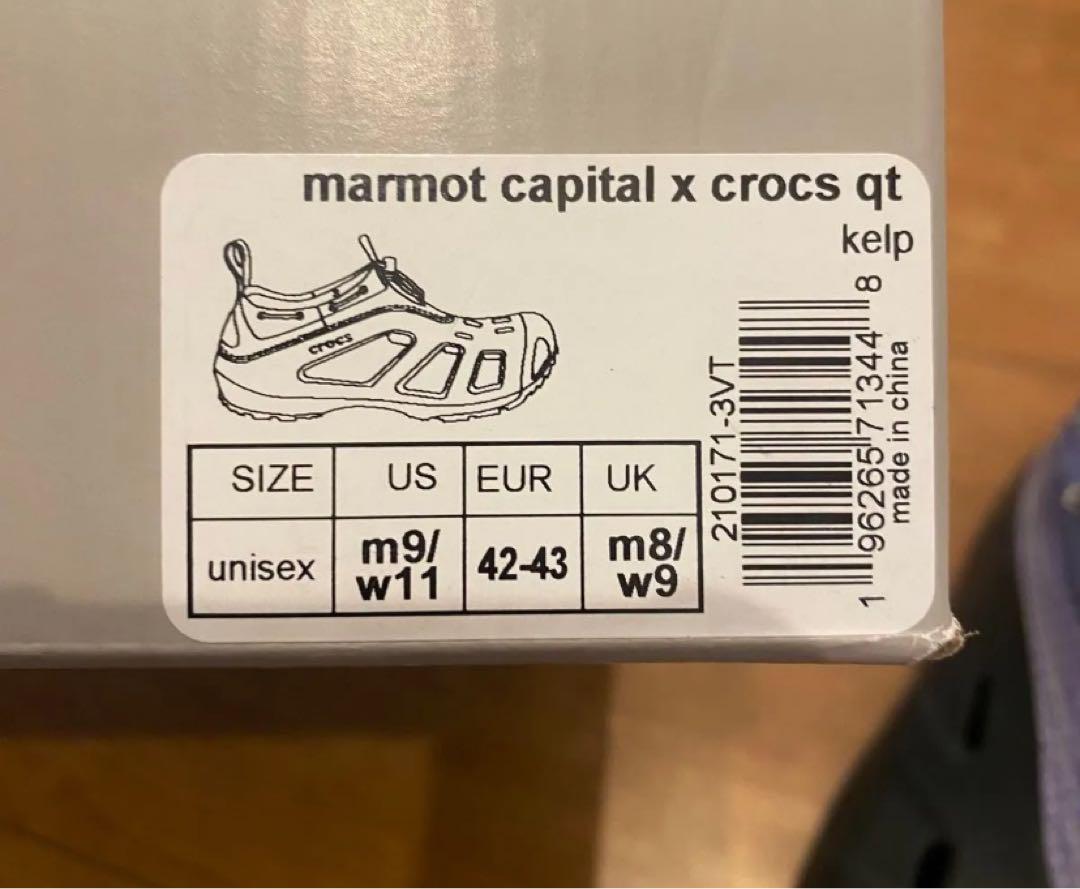 marmot capital x crocs qt
kelp
crocs
SIZE US EUR UK
unisex m9/ w11 42-43 m8/ w9
210171-3VT
1 96265 71344 8
made in china